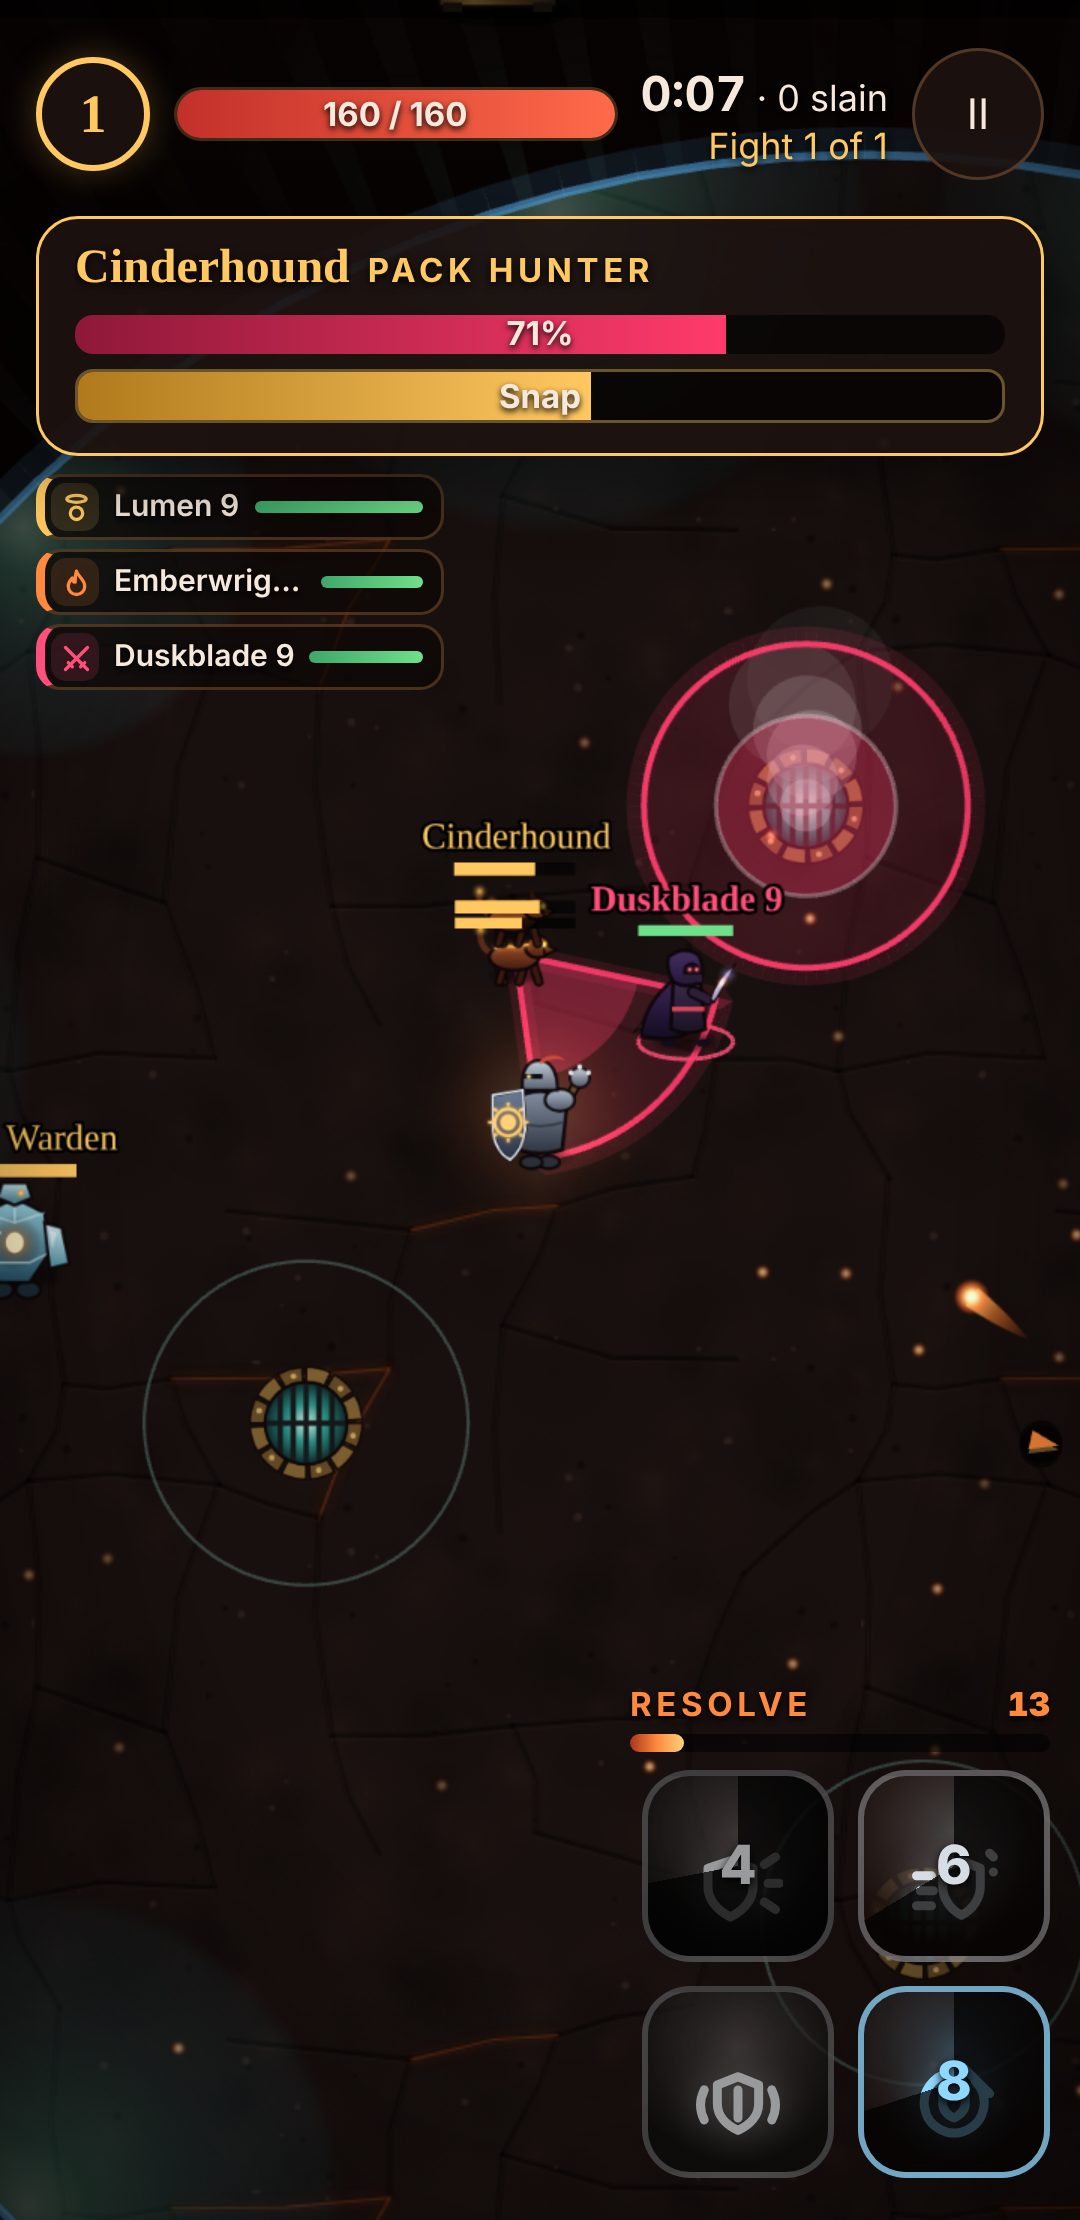 1
160 / 160
0:07 · 0 slain
Fight 1 of 1
Cinderhound PACK HUNTER
71%
Snap
Lumen 9
Emberwrig...
Duskblade 9
Cinderhound
Duskblade 9
Warden
RESOLVE 13
4 6
8